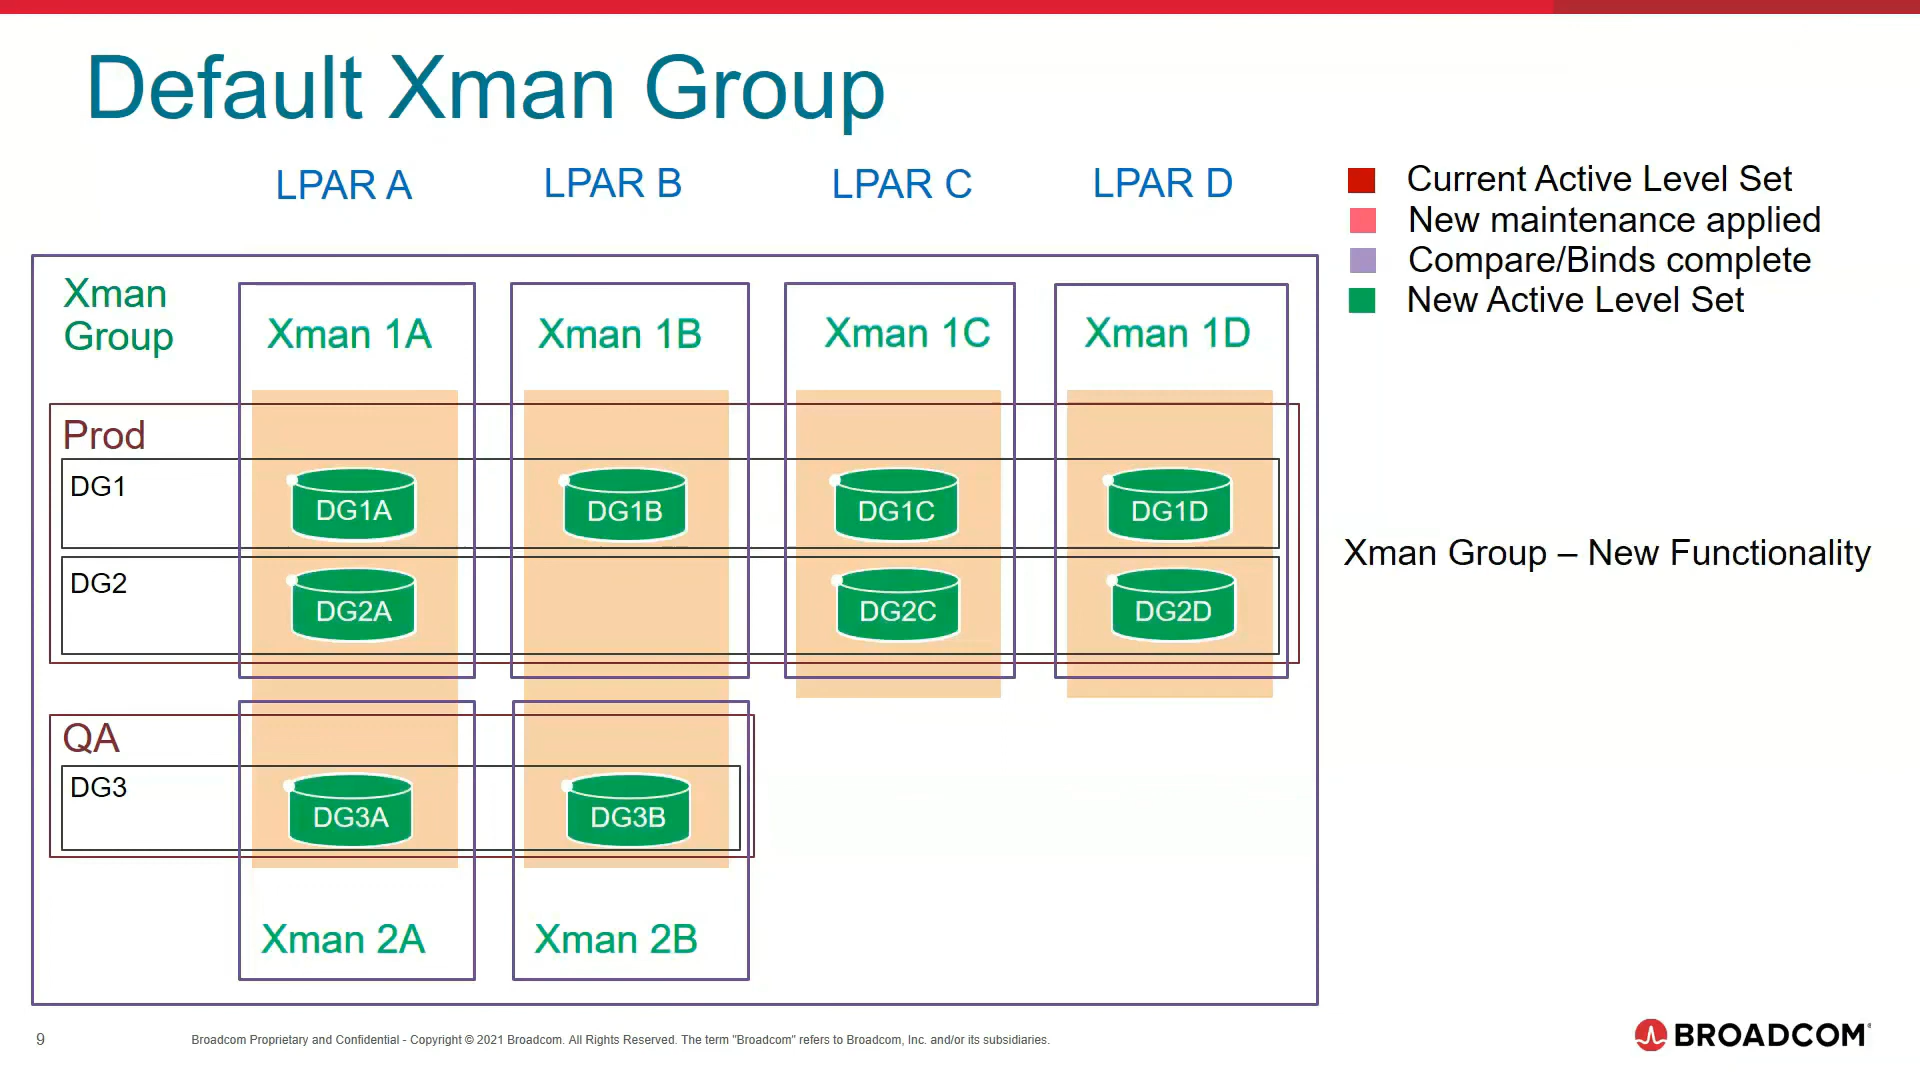 Default Xman Group
LPAR A
LPAR B
LPAR C
LPAR D
Current Active Level Set
New maintenance applied
Compare/Binds complete
New Active Level Set
Xman
Group
Xman 1A
Xman 1B
Xman 1C
Xman 1D
Prod
DG1
DG1A
DG1B
DG1C
DG1D
DG2
DG2A
DG2C
DG2D
Xman Group – New Functionality
QA
DG3
DG3A
DG3B
Xman 2A
Xman 2B
9
Broadcom Proprietary and Confidential - Copyright © 2021 Broadcom. All Rights Reserved. The term "Broadcom" refers to Broadcom, Inc. and/or its subsidiaries.
BROADCOM®